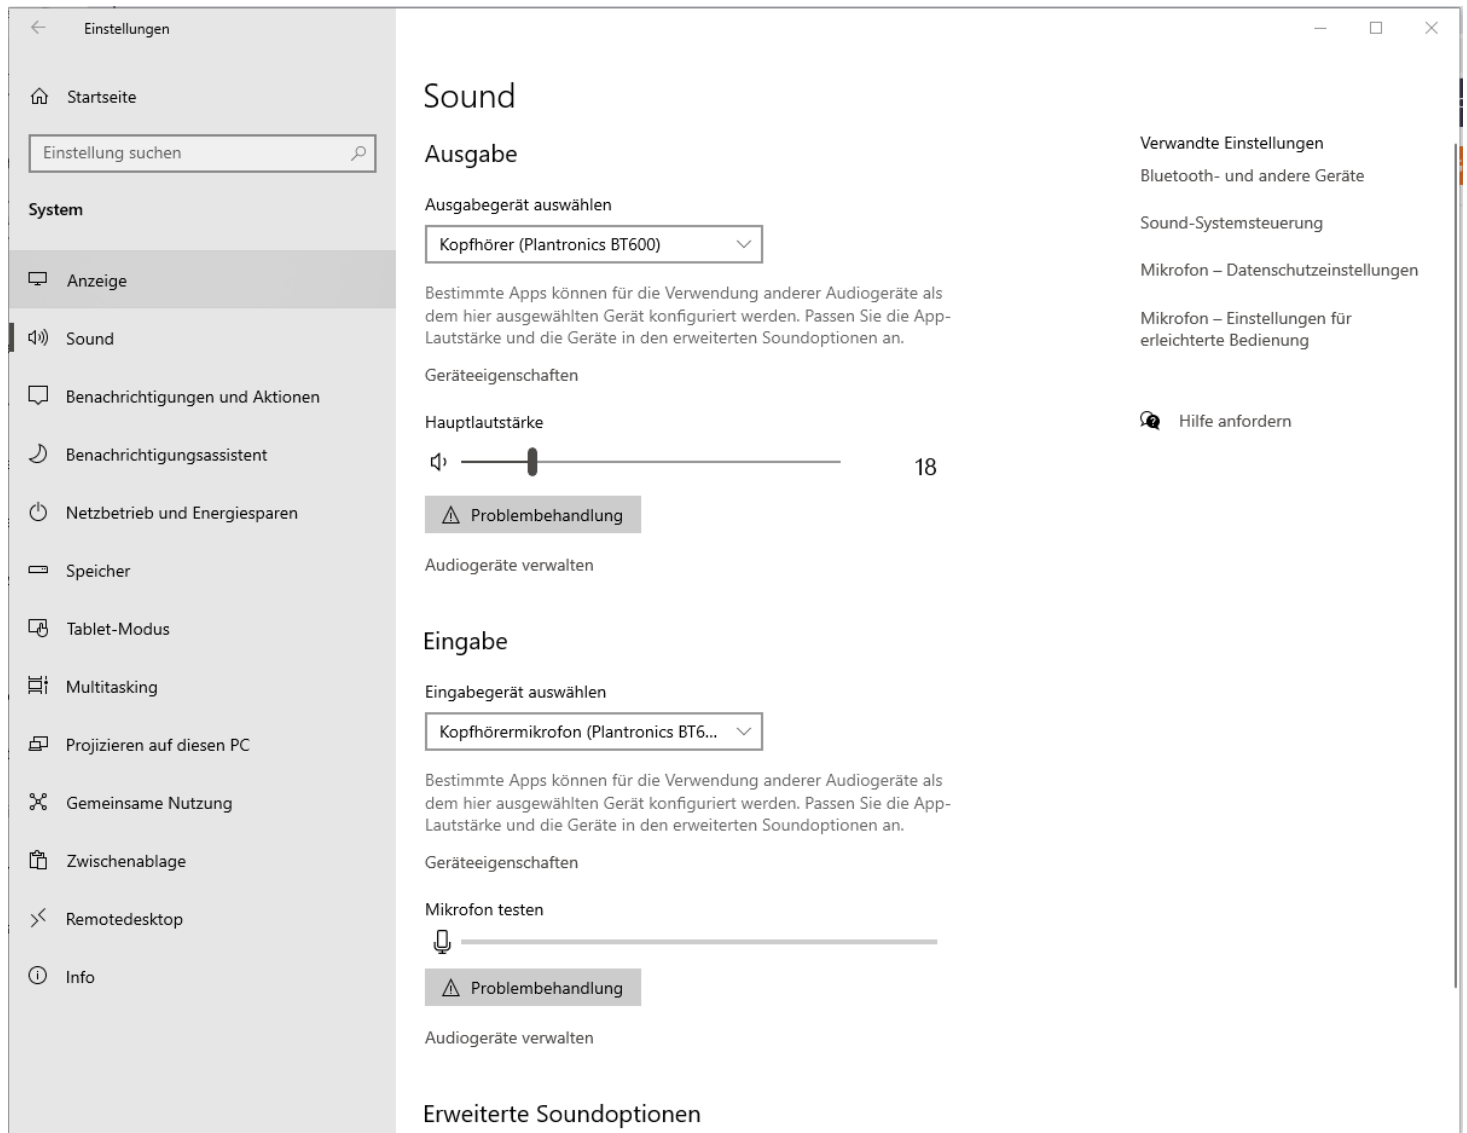 Einstellungen
Startseite
Einstellung suchen
System
Anzeige
Sound
Benachrichtigungen und Aktionen
Benachrichtigungsassistent
Netzbetrieb und Energiesparen
Speicher
Tablet-Modus
Multitasking
Projizieren auf diesen PC
Gemeinsame Nutzung
Zwischenablage
Remotedesktop
Info
Sound
Ausgabe
Ausgabegerät auswählen
Kopfhörer (Plantronics BT600)
Bestimmte Apps können für die Verwendung anderer Audiogeräte als
dem hier ausgewählten Gerät konfiguriert werden. Passen Sie die App-
Lautstärke und die Geräte in den erweiterten Soundoptionen an.
Geräteeigenschaften
Hauptlautstärke
18
Problembehandlung
Audiogeräte verwalten
Eingabe
Eingabegerät auswählen
Kopfhörermikrofon (Plantronics BT6...
Bestimmte Apps können für die Verwendung anderer Audiogeräte als
dem hier ausgewählten Gerät konfiguriert werden. Passen Sie die App-
Lautstärke und die Geräte in den erweiterten Soundoptionen an.
Geräteeigenschaften
Mikrofon testen
Problembehandlung
Audiogeräte verwalten
Erweiterte Soundoptionen
Verwandte Einstellungen
Bluetooth- und andere Geräte
Sound-Systemsteuerung
Mikrofon – Datenschutzeinstellungen
Mikrofon – Einstellungen für
erleichterte Bedienung
Hilfe anfordern